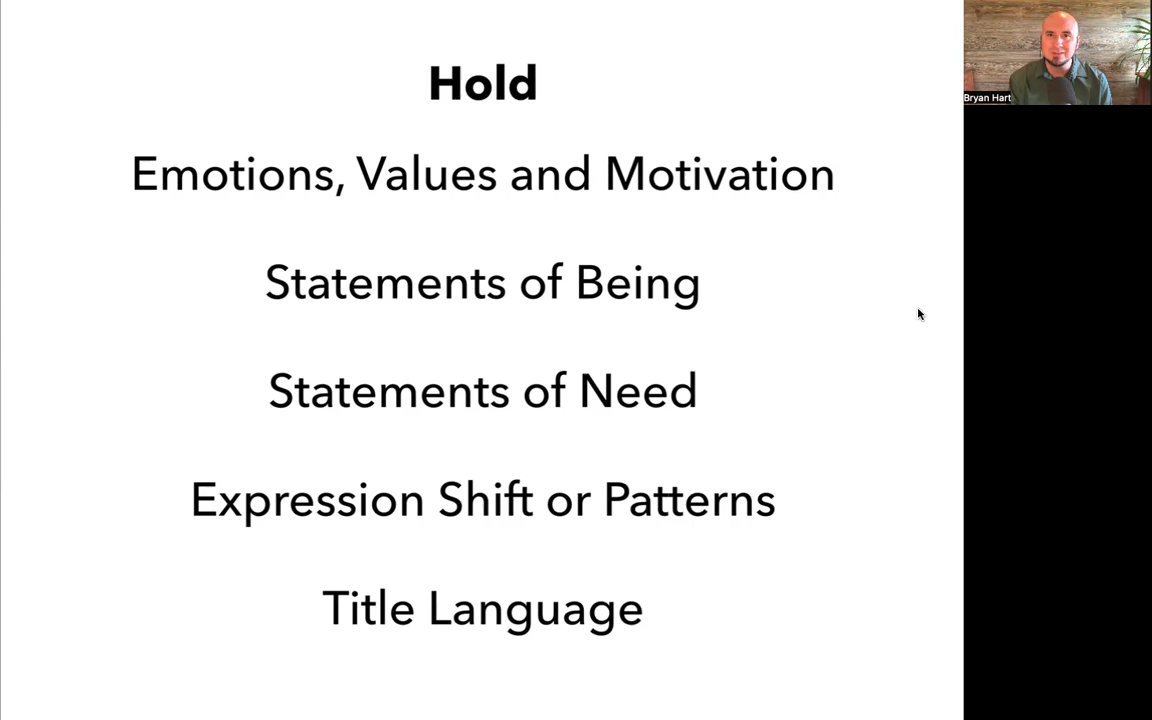 Hold
Emotions, Values and Motivation
Statements of Being
Statements of Need
Expression Shift or Patterns
Title Language
Bryan Hart